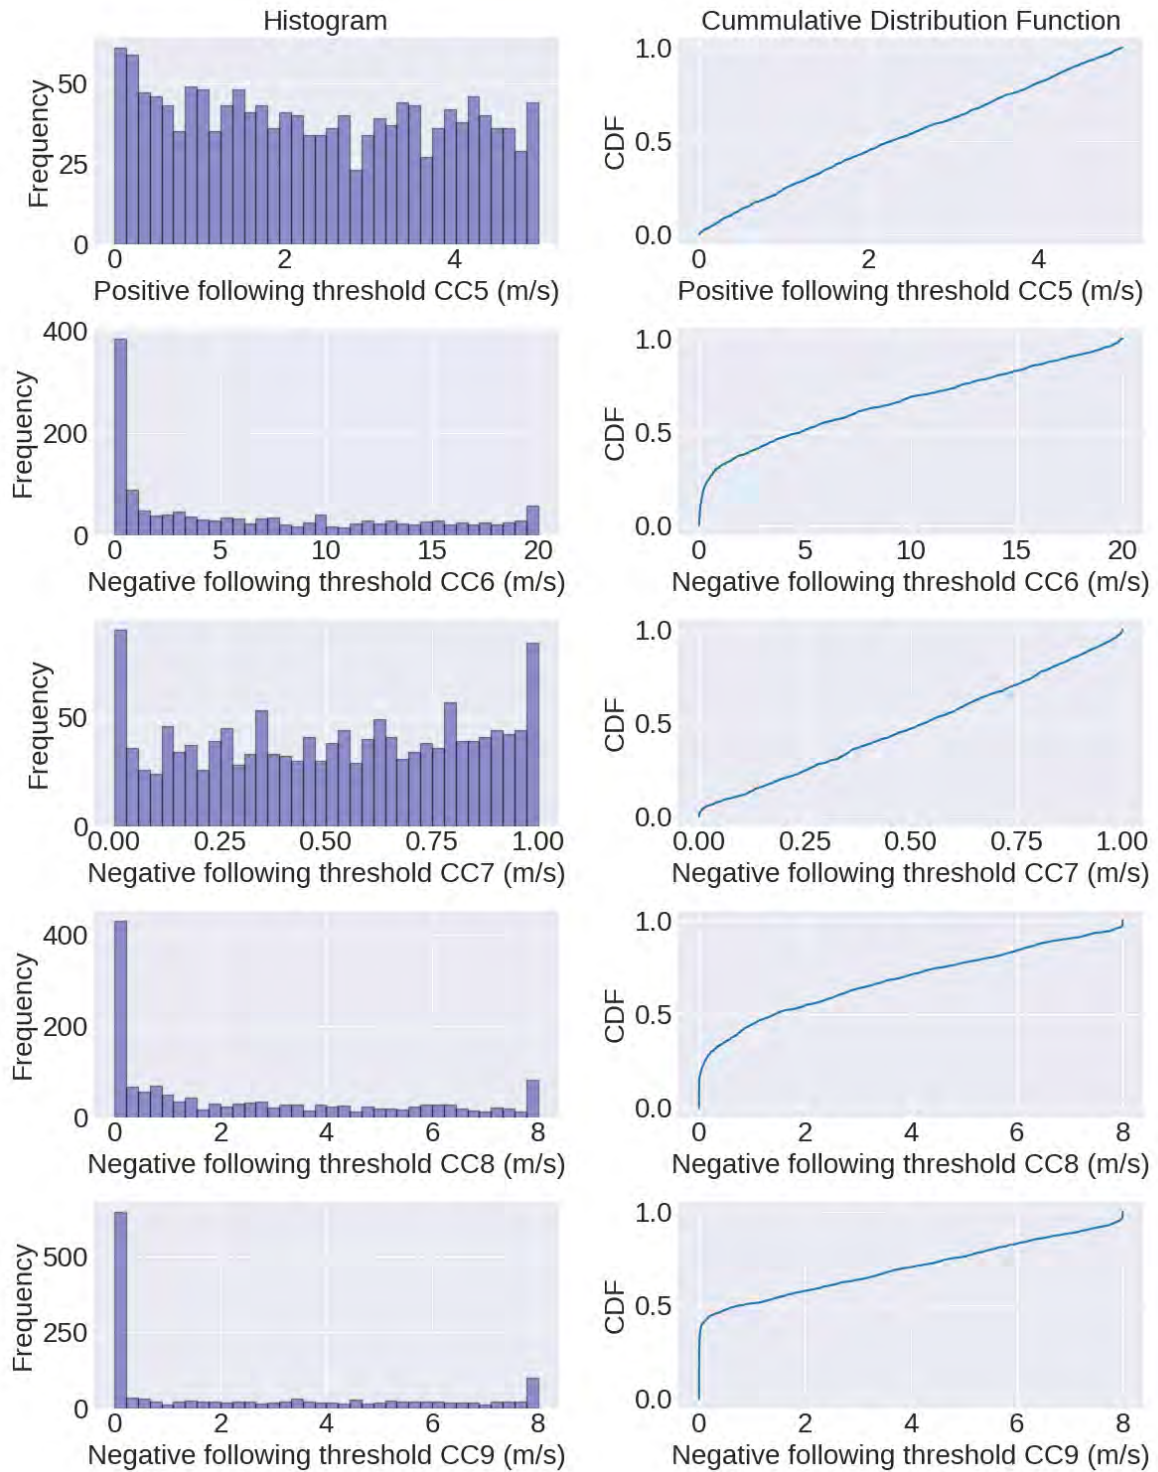 Histogram
Cummulative Distribution Function
Frequency
50
25
0
0 2 4
Positive following threshold CC5 (m/s)
CDF
1.0
0.5
0.0
0 2 4
Positive following threshold CC5 (m/s)
Frequency
400
200
0
0 5 10 15 20
Negative following threshold CC6 (m/s)
CDF
1.0
0.5
0.0
0 5 10 15 20
Negative following threshold CC6 (m/s)
Frequency
50
0
0.00 0.25 0.50 0.75 1.00
Negative following threshold CC7 (m/s)
CDF
1.0
0.5
0.0
0.00 0.25 0.50 0.75 1.00
Negative following threshold CC7 (m/s)
Frequency
400
200
0
0 2 4 6 8
Negative following threshold CC8 (m/s)
CDF
1.0
0.5
0.0
0 2 4 6 8
Negative following threshold CC8 (m/s)
Frequency
500
250
0
0 2 4 6 8
Negative following threshold CC9 (m/s)
CDF
1.0
0.5
0.0
0 2 4 6 8
Negative following threshold CC9 (m/s)